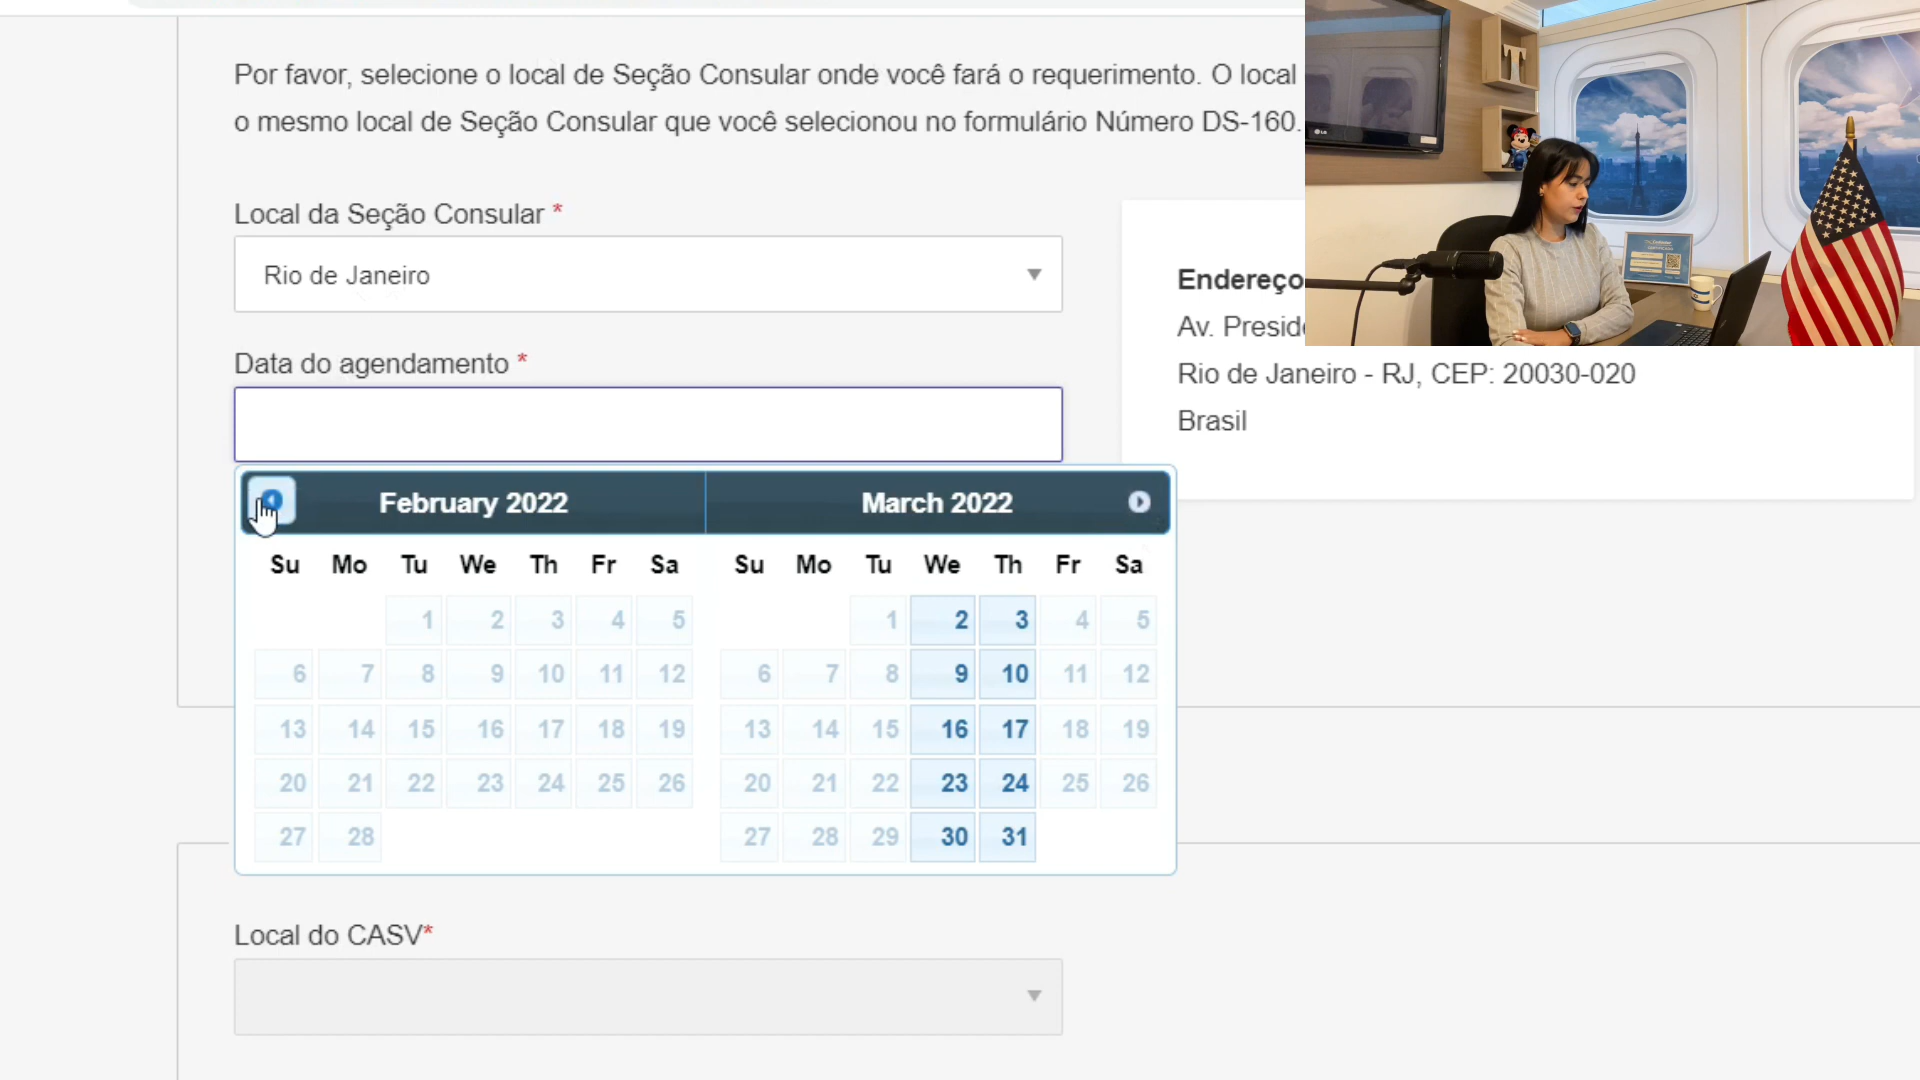 Por favor, selecione o local de Seção Consular onde você fará o requerimento. O local
o mesmo local de Seção Consular que você selecionou no formulário Número DS-160.
Local da Seção Consular *
Rio de Janeiro
Endereço
Av.
Rio de Janeiro - RJ, CEP: 20030-020
Brasil
Data do agendamento *
February 2022 March 2022
Su Mo Tu We Th Fr Sa Su Mo Tu We Th Fr Sa
1 2 3 4 5 1 2 3 4 5
6 7 8 9 10 11 12 6 7 8 9 10 11 12
13 14 15 16 17 18 19 13 14 15 16 17 18 19
20 21 22 23 24 25 26 20 21 22 23 24 25 26
27 28 27 28 29 30 31
Local do CASV*
LG
T